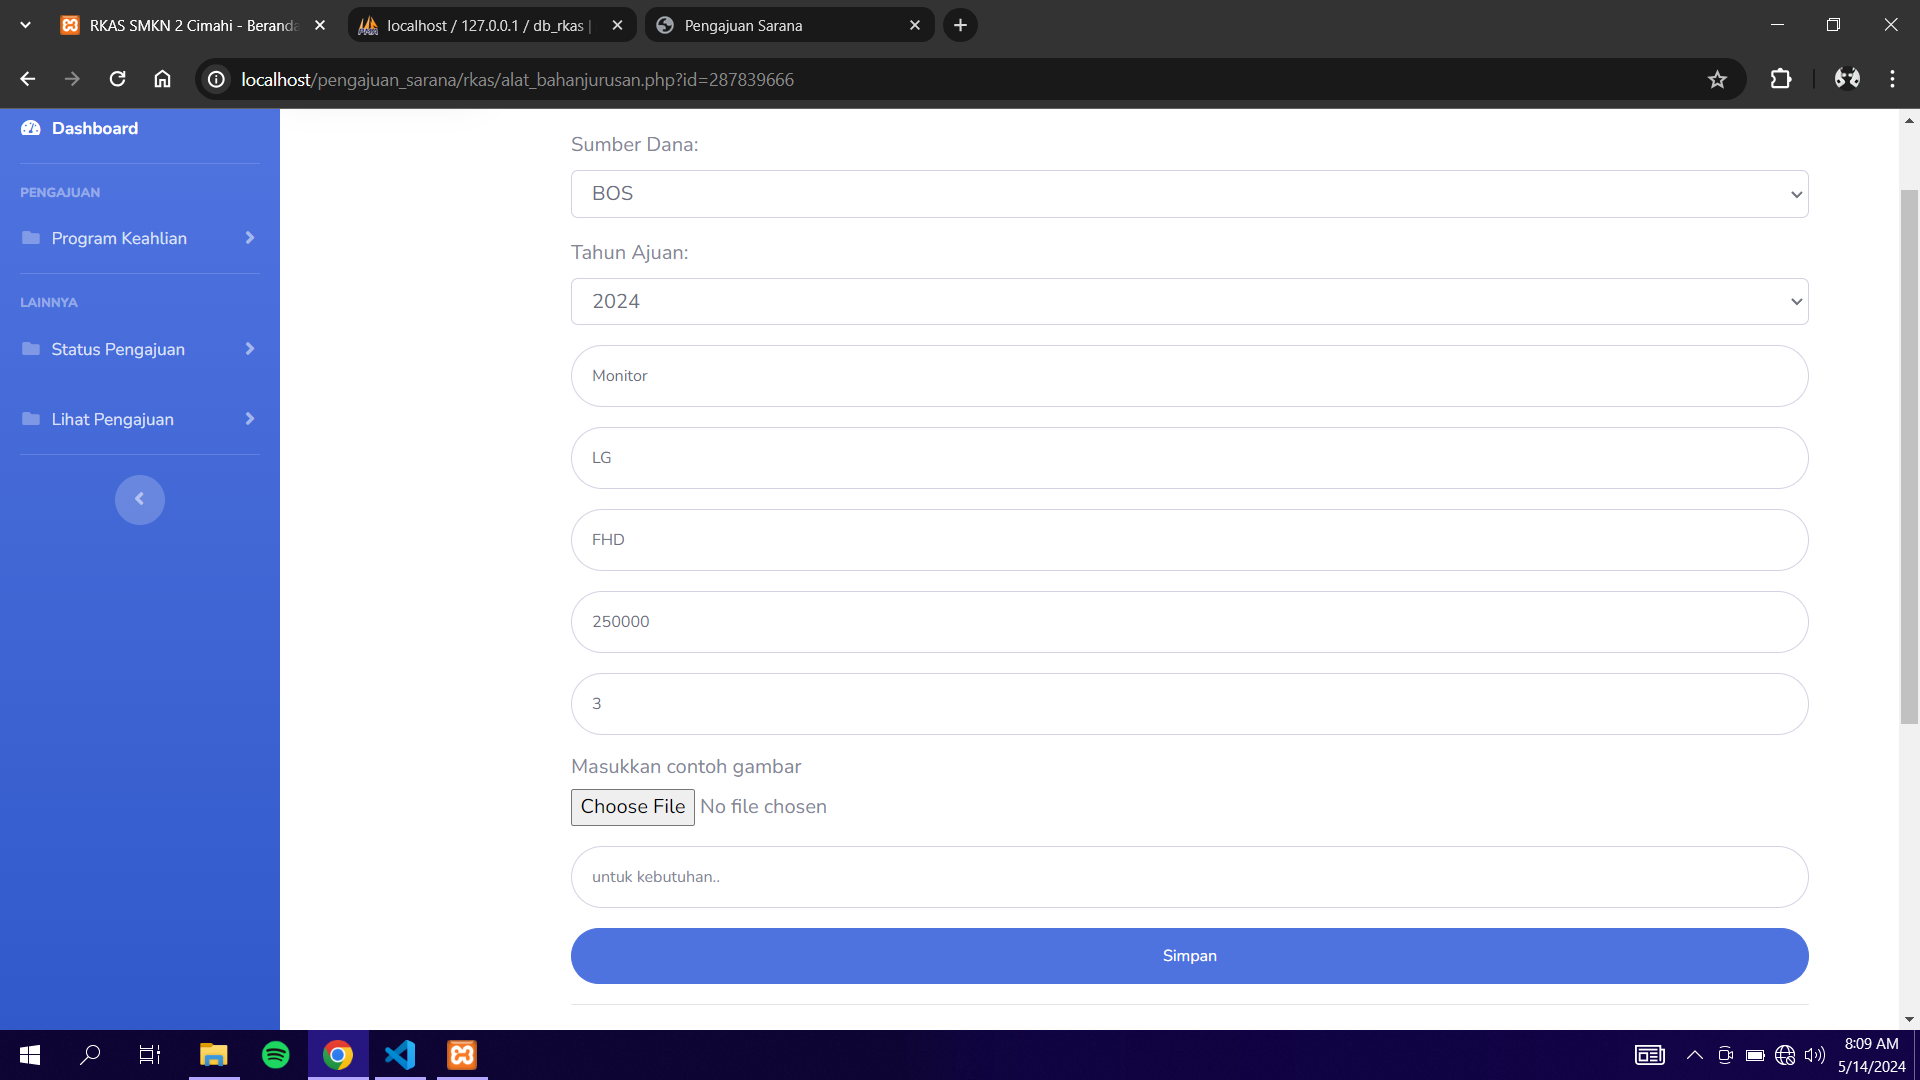 RKAS SMKN 2 Cimahi - Beranda
localhost / 127.0.0.1 / db_rkas |
Pengajuan Sarana
localhost/pengajuan_sarana/rkas/alat_bahanjurusan.php?id=287839666
Dashboard
PENGAJUAN
Program Keahlian
LAINNYA
Status Pengajuan
Lihat Pengajuan
Sumber Dana:
BOS
Tahun Ajuan:
2024
Monitor
LG
FHD
250000
3
Masukkan contoh gambar
Choose File No file chosen
untuk kebutuhan..
Simpan
8:09 AM
5/14/2024